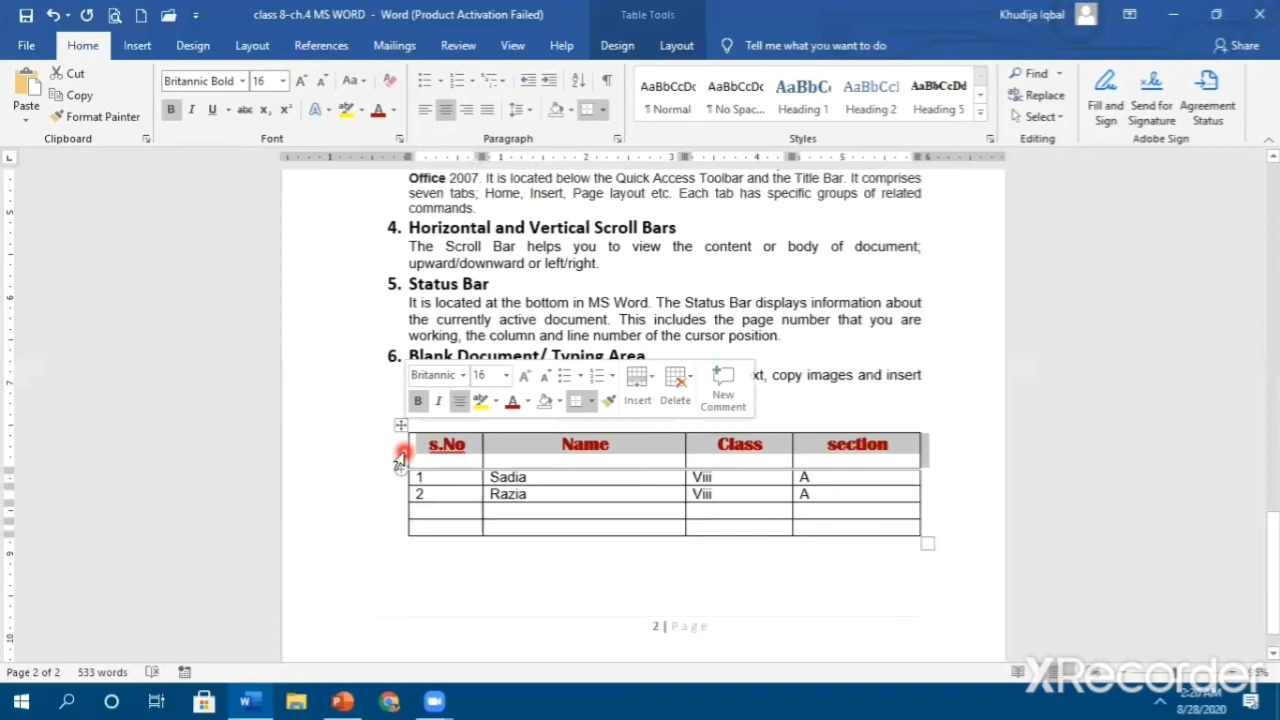 class 8-ch.4 MS WORD - Word (Product Activation Failed)
Table Tools
Khudija Iqbal
File Home Insert Design Layout References Mailings Review View Help Design Layout Tell me what you want to do Share
Paste
Cut
Copy
Format Painter
Clipboard
Britannic Bold 16
Font
Paragraph
AaBbCcDc AaBbCcDc AaBbC AaBbCcl AaBbCcDd
¶ Normal ¶ No Spac... Heading 1 Heading 2 Heading 5
Styles
Find
Replace
Select
Editing
Fill and Sign
Send for Signature
Agreement Status
Adobe Sign
Office 2007. It is located below the Quick Access Toolbar and the Title Bar. It comprises
seven tabs; Home, Insert, Page layout etc. Each tab has specific groups of related
commands.
4. Horizontal and Vertical Scroll Bars
The Scroll Bar helps you to view the content or body of document;
upward/downward or left/right.
5. Status Bar
It is located at the bottom in MS Word. The Status Bar displays information about
the currently active document. This includes the page number that you are
working, the column and line number of the cursor position.
6. Blank Document/ Typing Area
xt, copy images and insert
Britannic 16
Insert Delete New Comment
s.No Name Class section
1 Sadia Viii A
2 Razia Viii A
2 | Page
Page 2 of 2 533 words
XRecorder
2:20 AM
8/28/2020